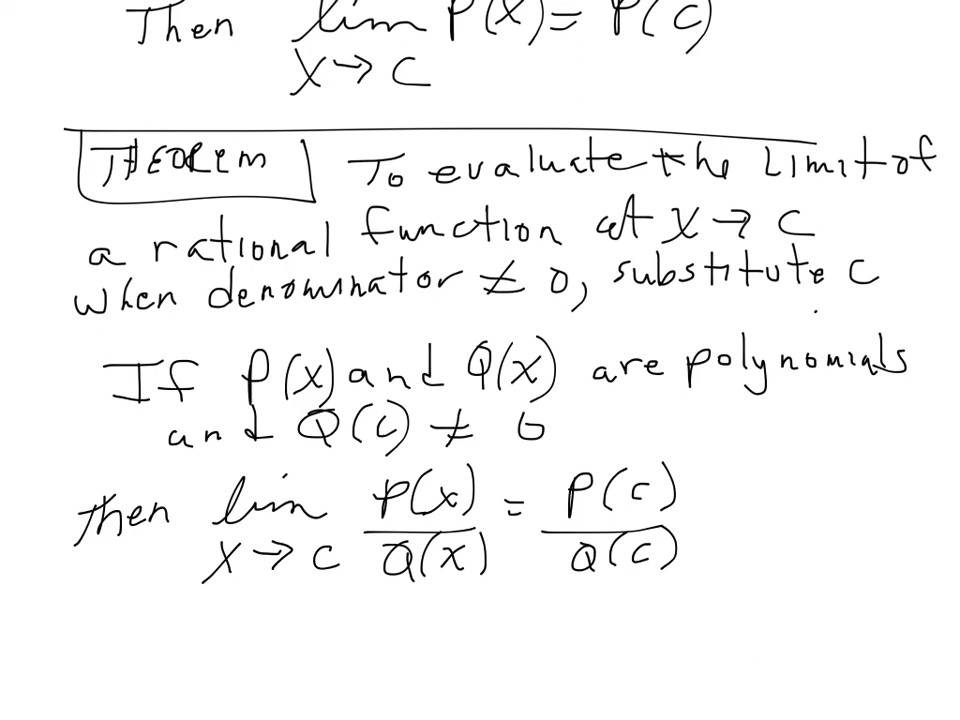 Then lim P(x) = P(c)
x → c
THEOREM To evaluate the Limit of
a rational function at x → c
when denominator ≠ 0, substitute c
If P(x) and Q(x) are polynomials
and Q(c) ≠ 0
then lim P(x) = P(c)
x → c Q(x) Q(c)